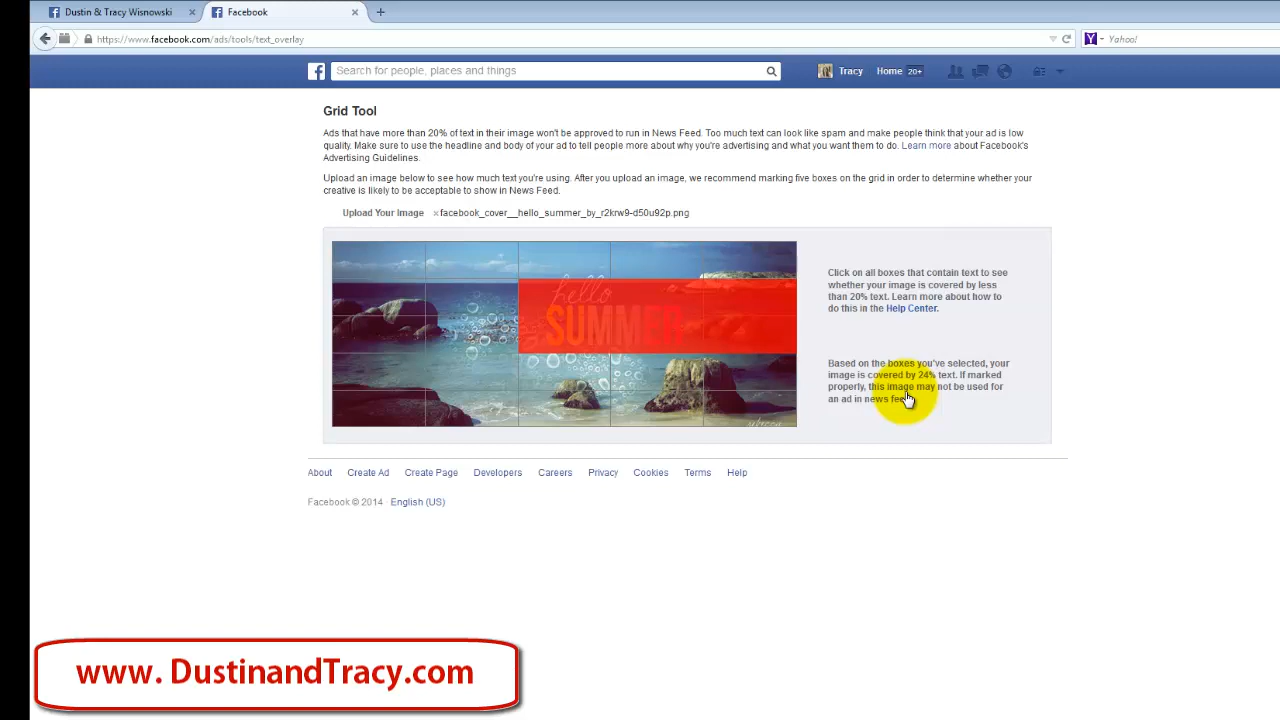 Dustin & Tracy Wisnowski
Facebook
https://www.facebook.com/ads/tools/text_overlay
Yahoo!
Search for people, places and things
Tracy
Home 20+
Grid Tool
Ads that have more than 20% of text in their image won't be approved to run in News Feed. Too much text can look like spam and make people think that your ad is low
quality. Make sure to use the headline and body of your ad to tell people more about why you're advertising and what you want them to do. Learn more about Facebook's
Advertising Guidelines.
Upload an image below to see how much text you're using. After you upload an image, we recommend marking five boxes on the grid in order to determine whether your
creative is likely to be acceptable to show in News Feed.
Upload Your Image ×facebook_cover__hello_summer_by_r2krw9-d50u92p.png
hello
SUMMER
Click on all boxes that contain text to see
whether your image is covered by less
than 20% text. Learn more about how to
do this in the Help Center.
Based on the boxes you've selected, your
image is covered by 24% text. If marked
properly, this image may not be used for
an ad in news
About Create Ad Create Page Developers Careers Privacy Cookies Terms Help
Facebook © 2014 · English (US)
www. DustinandTracy.com